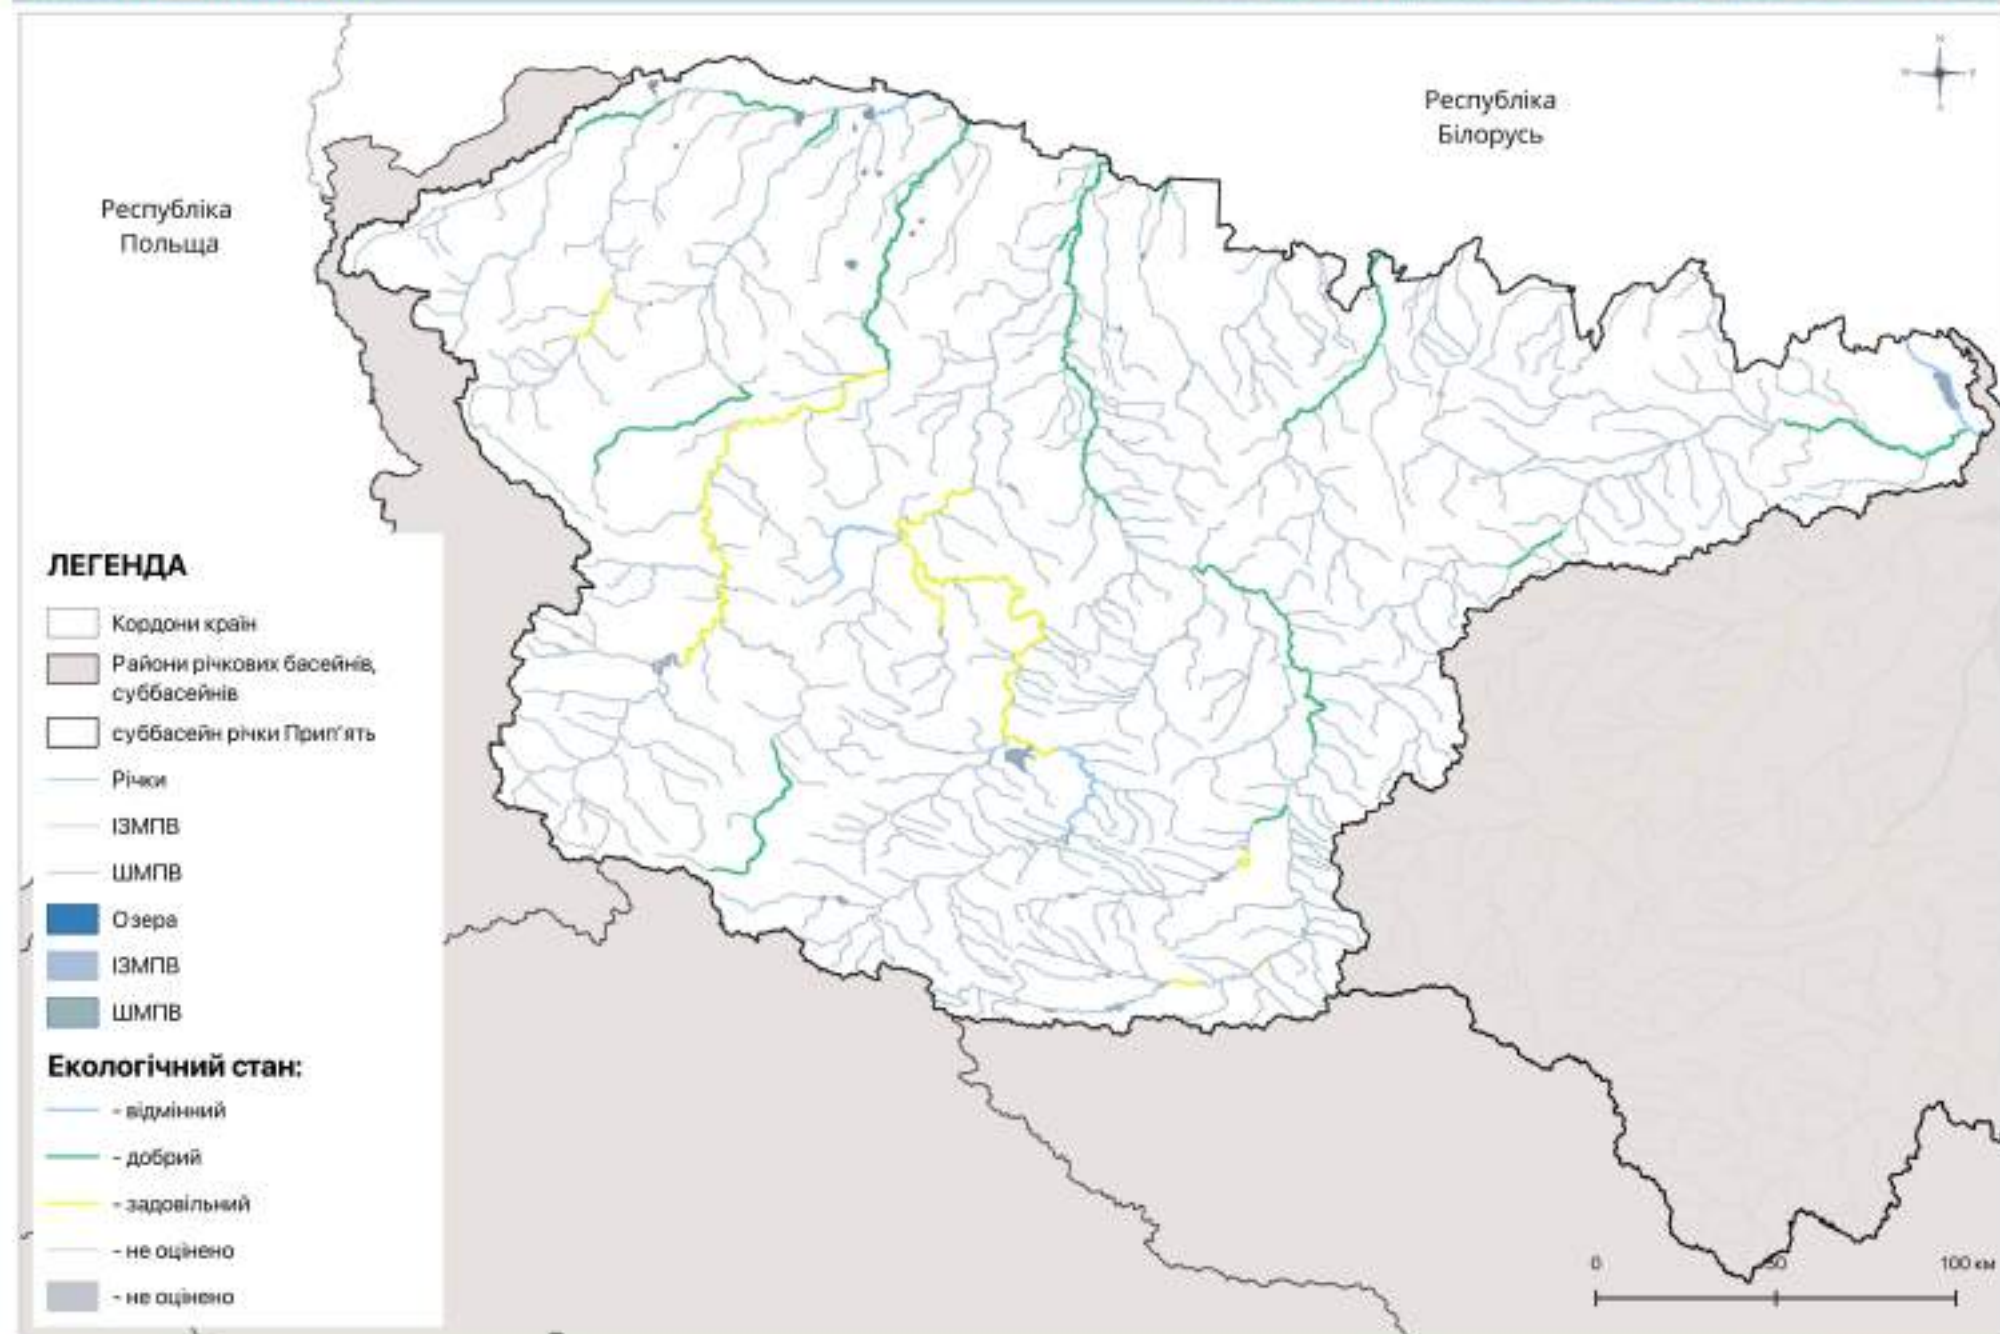 Республіка
Білорусь
Республіка
Польща
ЛЕГЕНДА
Кордони країн
Райони річкових басейнів,
суббасейнів
суббасейн річки Прип'ять
Річки
ІЗМПВ
ШМПВ
Озера
ІЗМПВ
ШМПВ
Екологічний стан:
- відмінний
- добрий
- задовільний
- не оцінено
- не оцінено
0 50 100 км